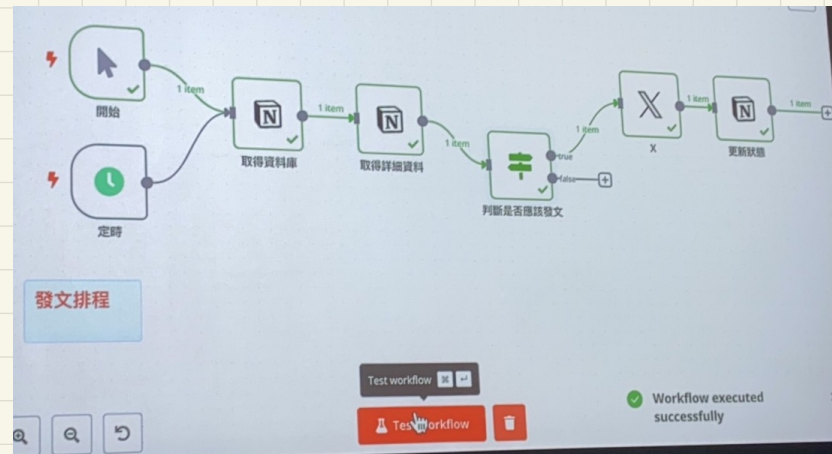 開始
1 item
定時
取得資料庫
1 item
取得詳細資料
1 item
判斷是否應該發文
true
false
1 item
X
1 item
更新狀態
1 item
發文排程
Test workflow
Workflow executed
successfully